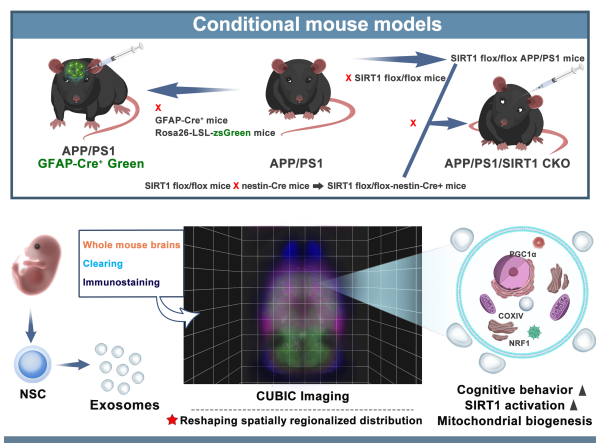 Conditional mouse models
SIRT1 flox/flox APP/PS1 mice
X SIRT1 flox/flox mice
X
GFAP-Cre⁺ mice
Rosa26-LSL-zsGreen mice
X
APP/PS1
GFAP-Cre⁺ Green
APP/PS1
APP/PS1/SIRT1 CKO
SIRT1 flox/flox mice X nestin-Cre mice ➡ SIRT1 flox/flox-nestin-Cre+ mice
Whole mouse brains
Clearing
Immunostaining
PGC1α
COXIV
NRF1
NSC
Exosomes
CUBIC Imaging
★ Reshaping spatially regionalized distribution
Cognitive behavior ▲
SIRT1 activation ▲
Mitochondrial biogenesis